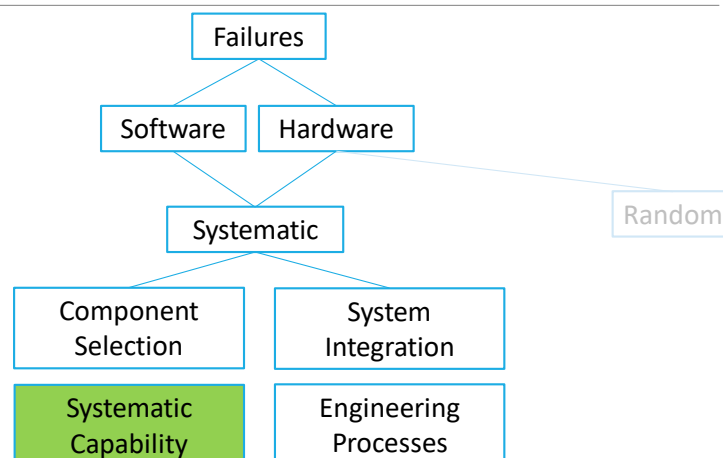 Failures
Software
Hardware
Systematic
Random
Component
Selection
System
Integration
Systematic
Capability
Engineering
Processes